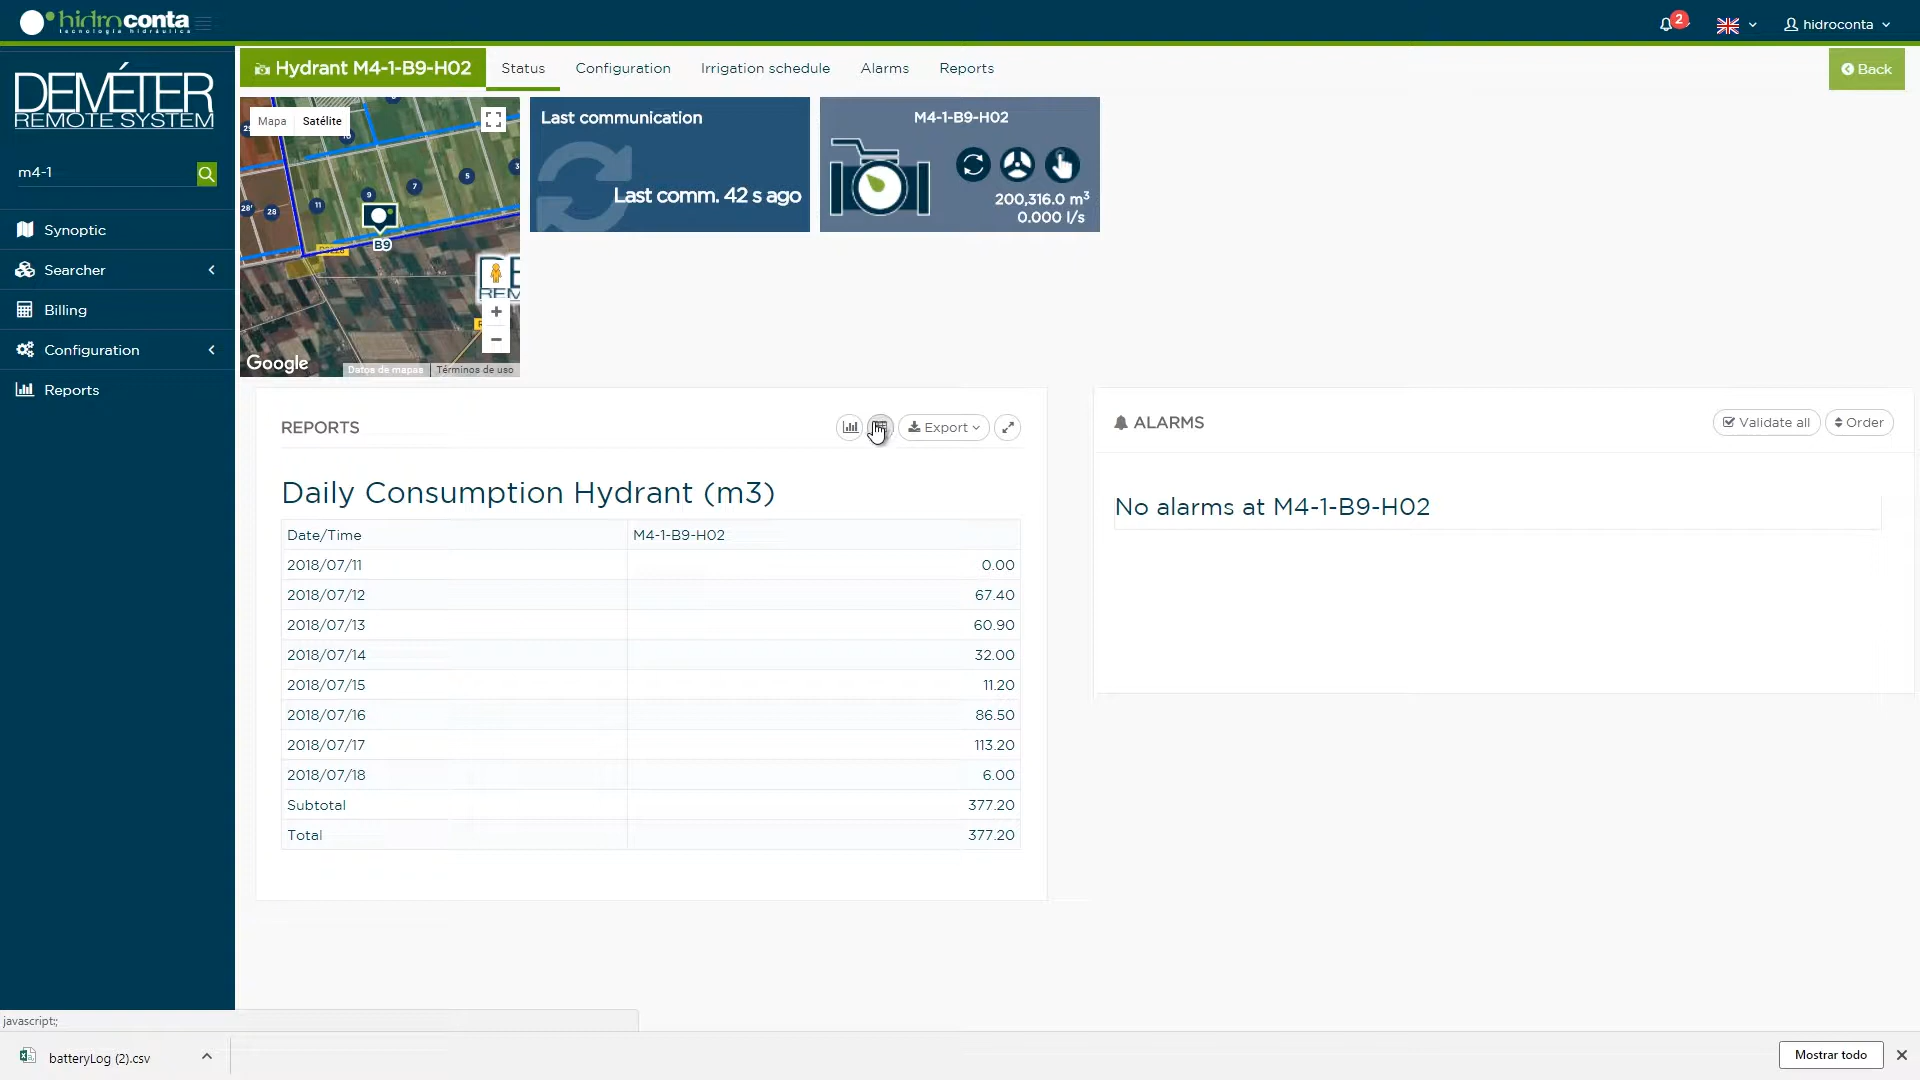 hidroconta
tecnología hidráulica
2
hidroconta
DEMÉTER
REMOTE SYSTEM
m4-1
Synoptic
Searcher
Billing
Configuration
Reports
Hydrant M4-1-B9-H02
Status
Configuration
Irrigation schedule
Alarms
Reports
Back
Mapa
Satélite
5
7
9
11
28
B9
Google
Datos de mapas
Términos de uso
Last communication
Last comm. 42 s ago
M4-1-B9-H02
200,316.0 m³
0.000 l/s
REPORTS
Export
Daily Consumption Hydrant (m3)
Date/Time M4-1-B9-H02
2018/07/11 0.00
2018/07/12 67.40
2018/07/13 60.90
2018/07/14 32.00
2018/07/15 11.20
2018/07/16 86.50
2018/07/17 113.20
2018/07/18 6.00
Subtotal 377.20
Total 377.20
ALARMS
Validate all
Order
No alarms at M4-1-B9-H02
javascript:;
batteryLog (2).csv
Mostrar todo